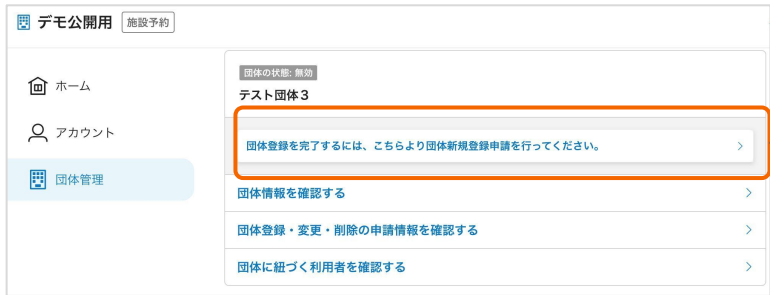 デモ公開用 施設予約
ホーム
アカウント
団体管理
団体の状態: 無効
テスト団体３
団体登録を完了するには、こちらより団体新規登録申請を行ってください。
団体情報を確認する
団体登録・変更・削除の申請情報を確認する
団体に紐づく利用者を確認する